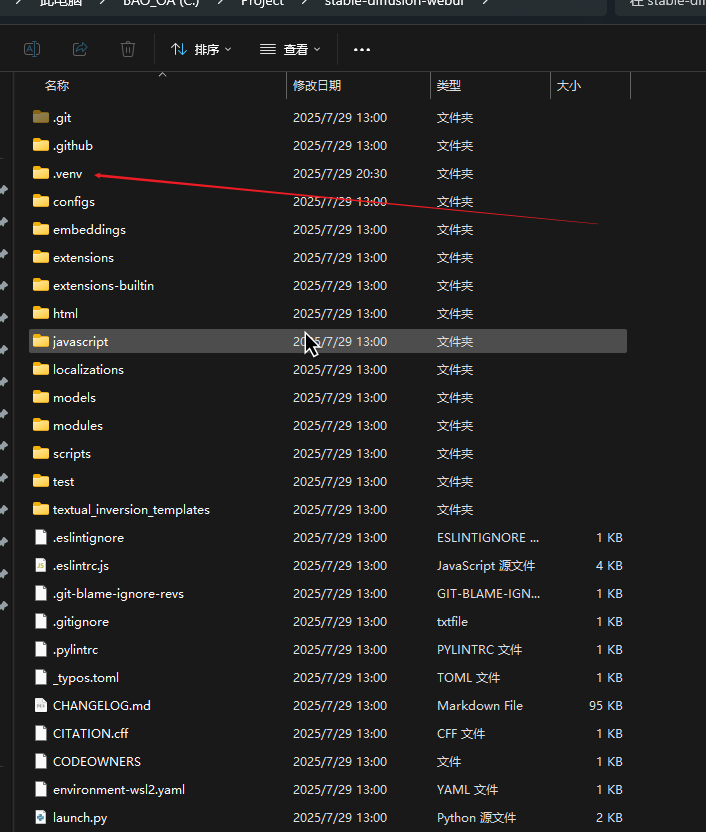 此电脑 > BAO_OA (C:) > Project > stable-diffusion-webui > 在 stable-dif
排序 查看 •••
名称 修改日期 类型 大小
.git 2025/7/29 13:00 文件夹
.github 2025/7/29 13:00 文件夹
.venv 2025/7/29 20:30 文件夹
configs 2025/7/29 13:00 文件夹
embeddings 2025/7/29 13:00 文件夹
extensions 2025/7/29 13:00 文件夹
extensions-builtin 2025/7/29 13:00 文件夹
html 2025/7/29 13:00 文件夹
javascript 2025/7/29 13:00 文件夹
localizations 2025/7/29 13:00 文件夹
models 2025/7/29 13:00 文件夹
modules 2025/7/29 13:00 文件夹
scripts 2025/7/29 13:00 文件夹
test 2025/7/29 13:00 文件夹
textual_inversion_templates 2025/7/29 13:00 文件夹
.eslintignore 2025/7/29 13:00 ESLINTIGNORE ... 1 KB
.eslintrc.js 2025/7/29 13:00 JavaScript 源文件 4 KB
.git-blame-ignore-revs 2025/7/29 13:00 GIT-BLAME-IGN... 1 KB
.gitignore 2025/7/29 13:00 txtfile 1 KB
.pylintrc 2025/7/29 13:00 PYLINTRC 文件 1 KB
_typos.toml 2025/7/29 13:00 TOML 文件 1 KB
CHANGELOG.md 2025/7/29 13:00 Markdown File 95 KB
CITATION.cff 2025/7/29 13:00 CFF 文件 1 KB
CODEOWNERS 2025/7/29 13:00 文件 1 KB
environment-wsl2.yaml 2025/7/29 13:00 YAML 文件 1 KB
launch.py 2025/7/29 13:00 Python 源文件 2 KB